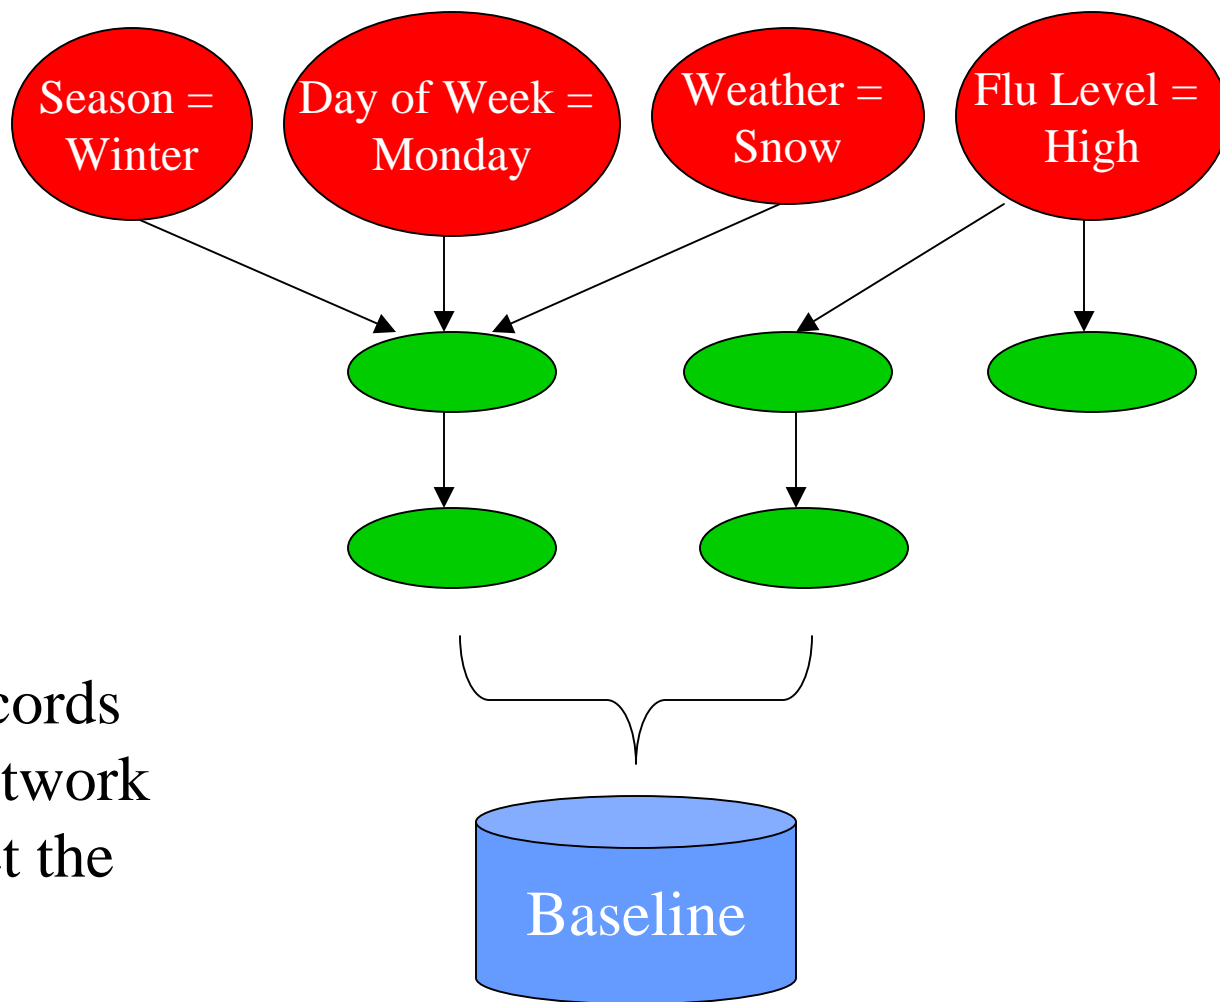 Season =
Winter
Day of Week =
Monday
Weather =
Snow
Flu Level =
High
cords
twork
t the
Baseline